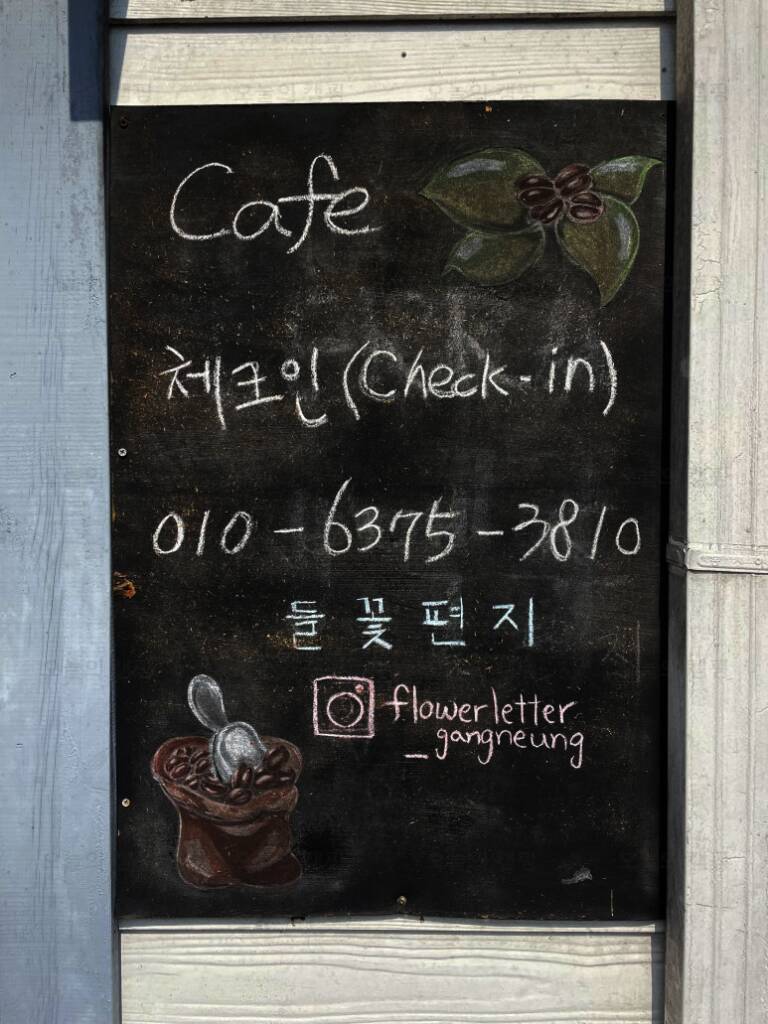 Cafe
체크인 (Check-in)
010-6375-3810
들꽃편지
flowerletter
_gangneung